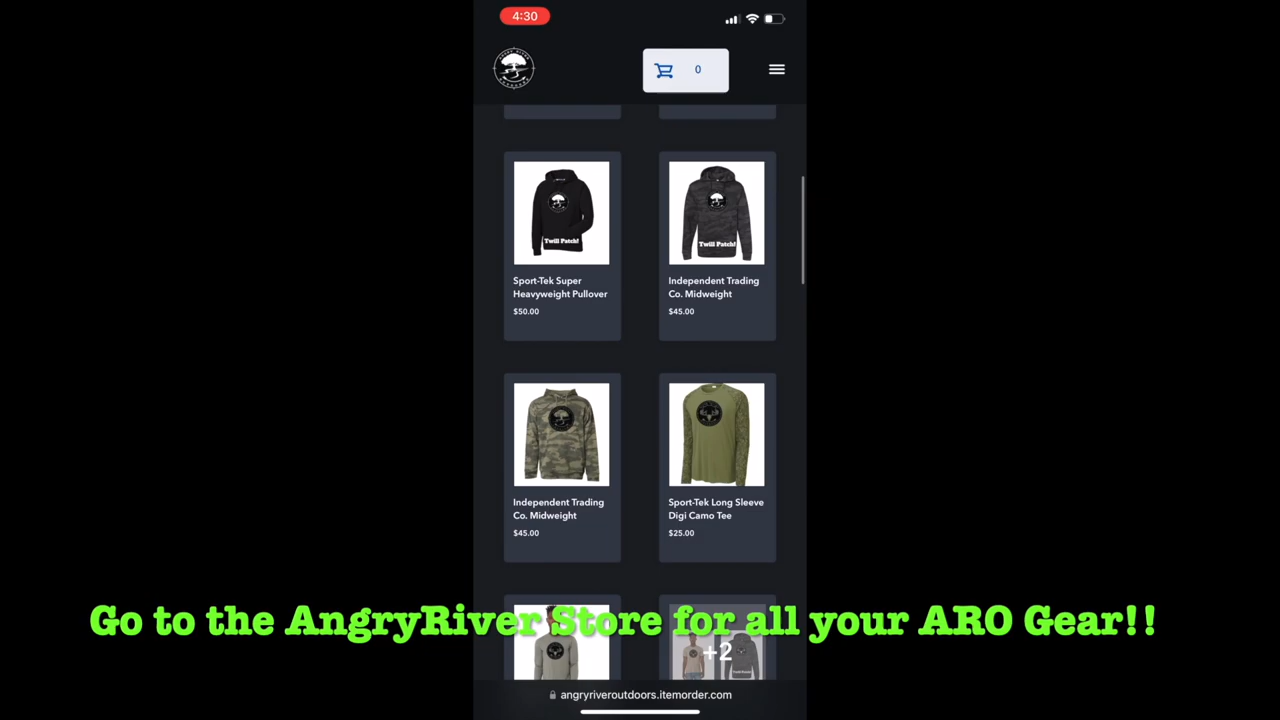 4:30
0
Twill Patch!
Twill Patch!
Sport-Tek Super
Heavyweight Pullover
$50.00
Independent Trading
Co. Midweight
$45.00
Independent Trading
Co. Midweight
$45.00
Sport-Tek Long Sleeve
Digi Camo Tee
$25.00
Go to the AngryRiver Store for all your ARO Gear!!
+2
angryriveroutdoors.itemorder.com